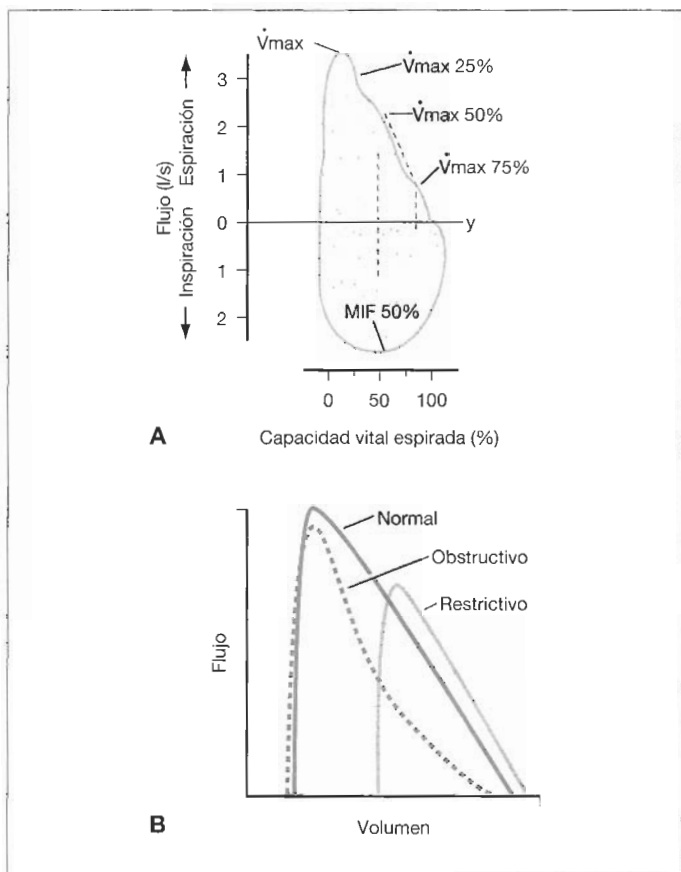 V̇max
V̇max 25%
V̇max 50%
V̇max 75%
Flujo (l/s)
Inspiración Espiración
3
2
1
0
1
2
y
MIF 50%
0 50 100
A
Capacidad vital espirada (%)
Normal
Obstructivo
Restrictivo
Flujo
B
Volumen